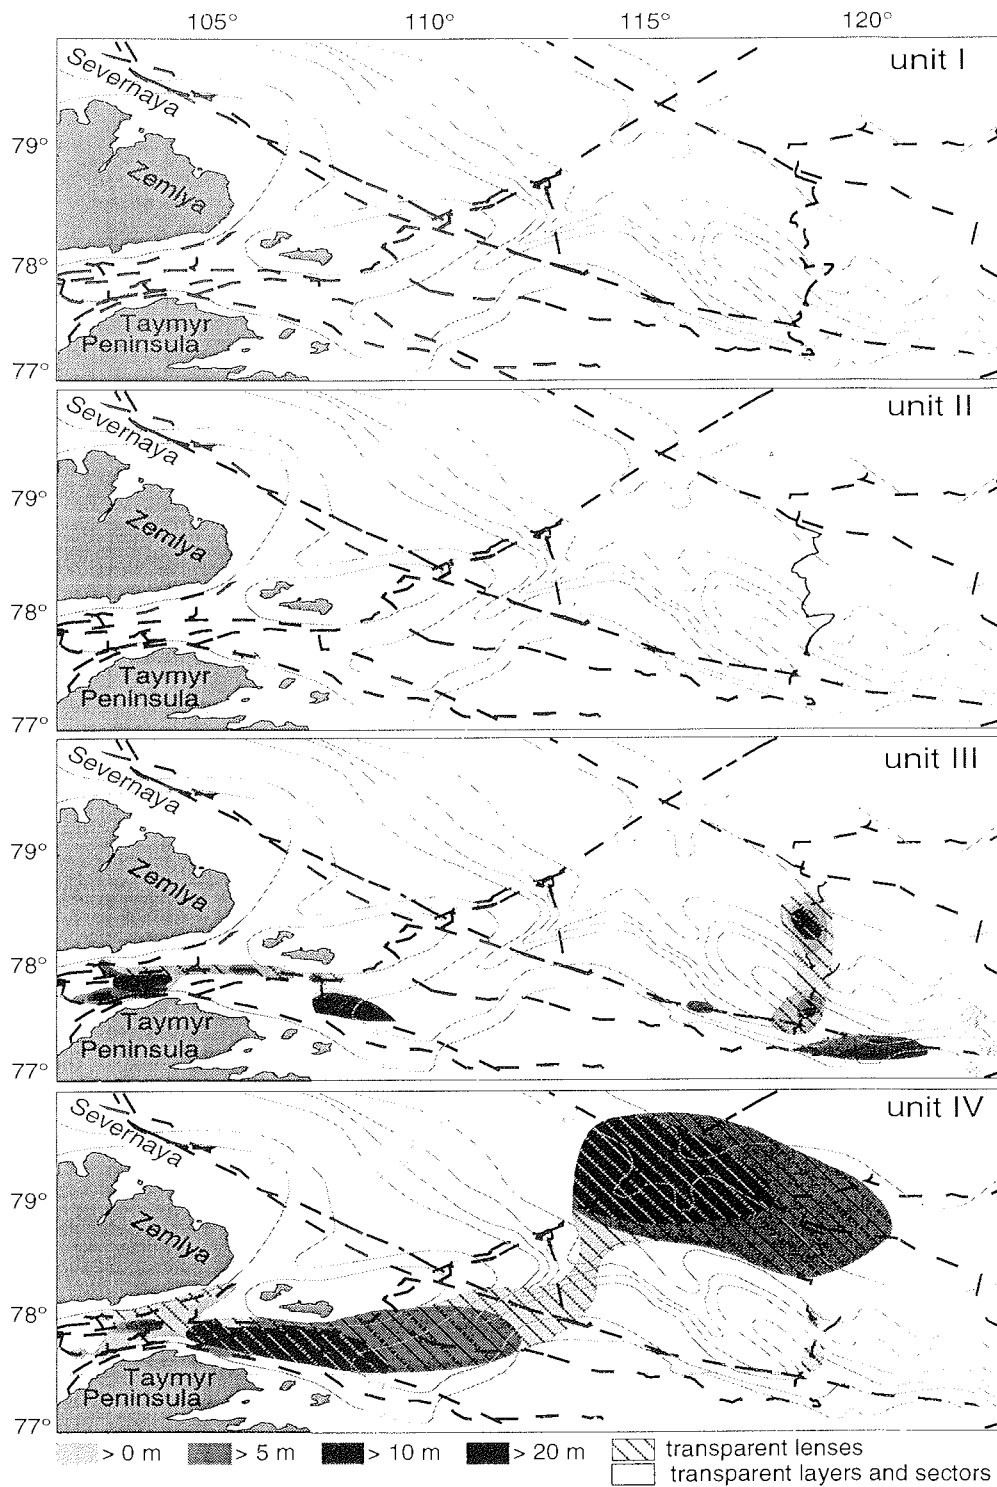 105° 110° 115° 120°
unit I
Severnaya
79°
Zemlya
78°
Taymyr
Peninsula
77°
unit II
Severnaya
79°
Zemlya
78°
Taymyr
Peninsula
77°
unit III
Severnaya
79°
Zemlya
78°
Taymyr
Peninsula
77°
unit IV
Severnaya
79°
Zemlya
78°
Taymyr
Peninsula
77°
> 0 m > 5 m > 10 m > 20 m transparent lenses
transparent layers and sectors